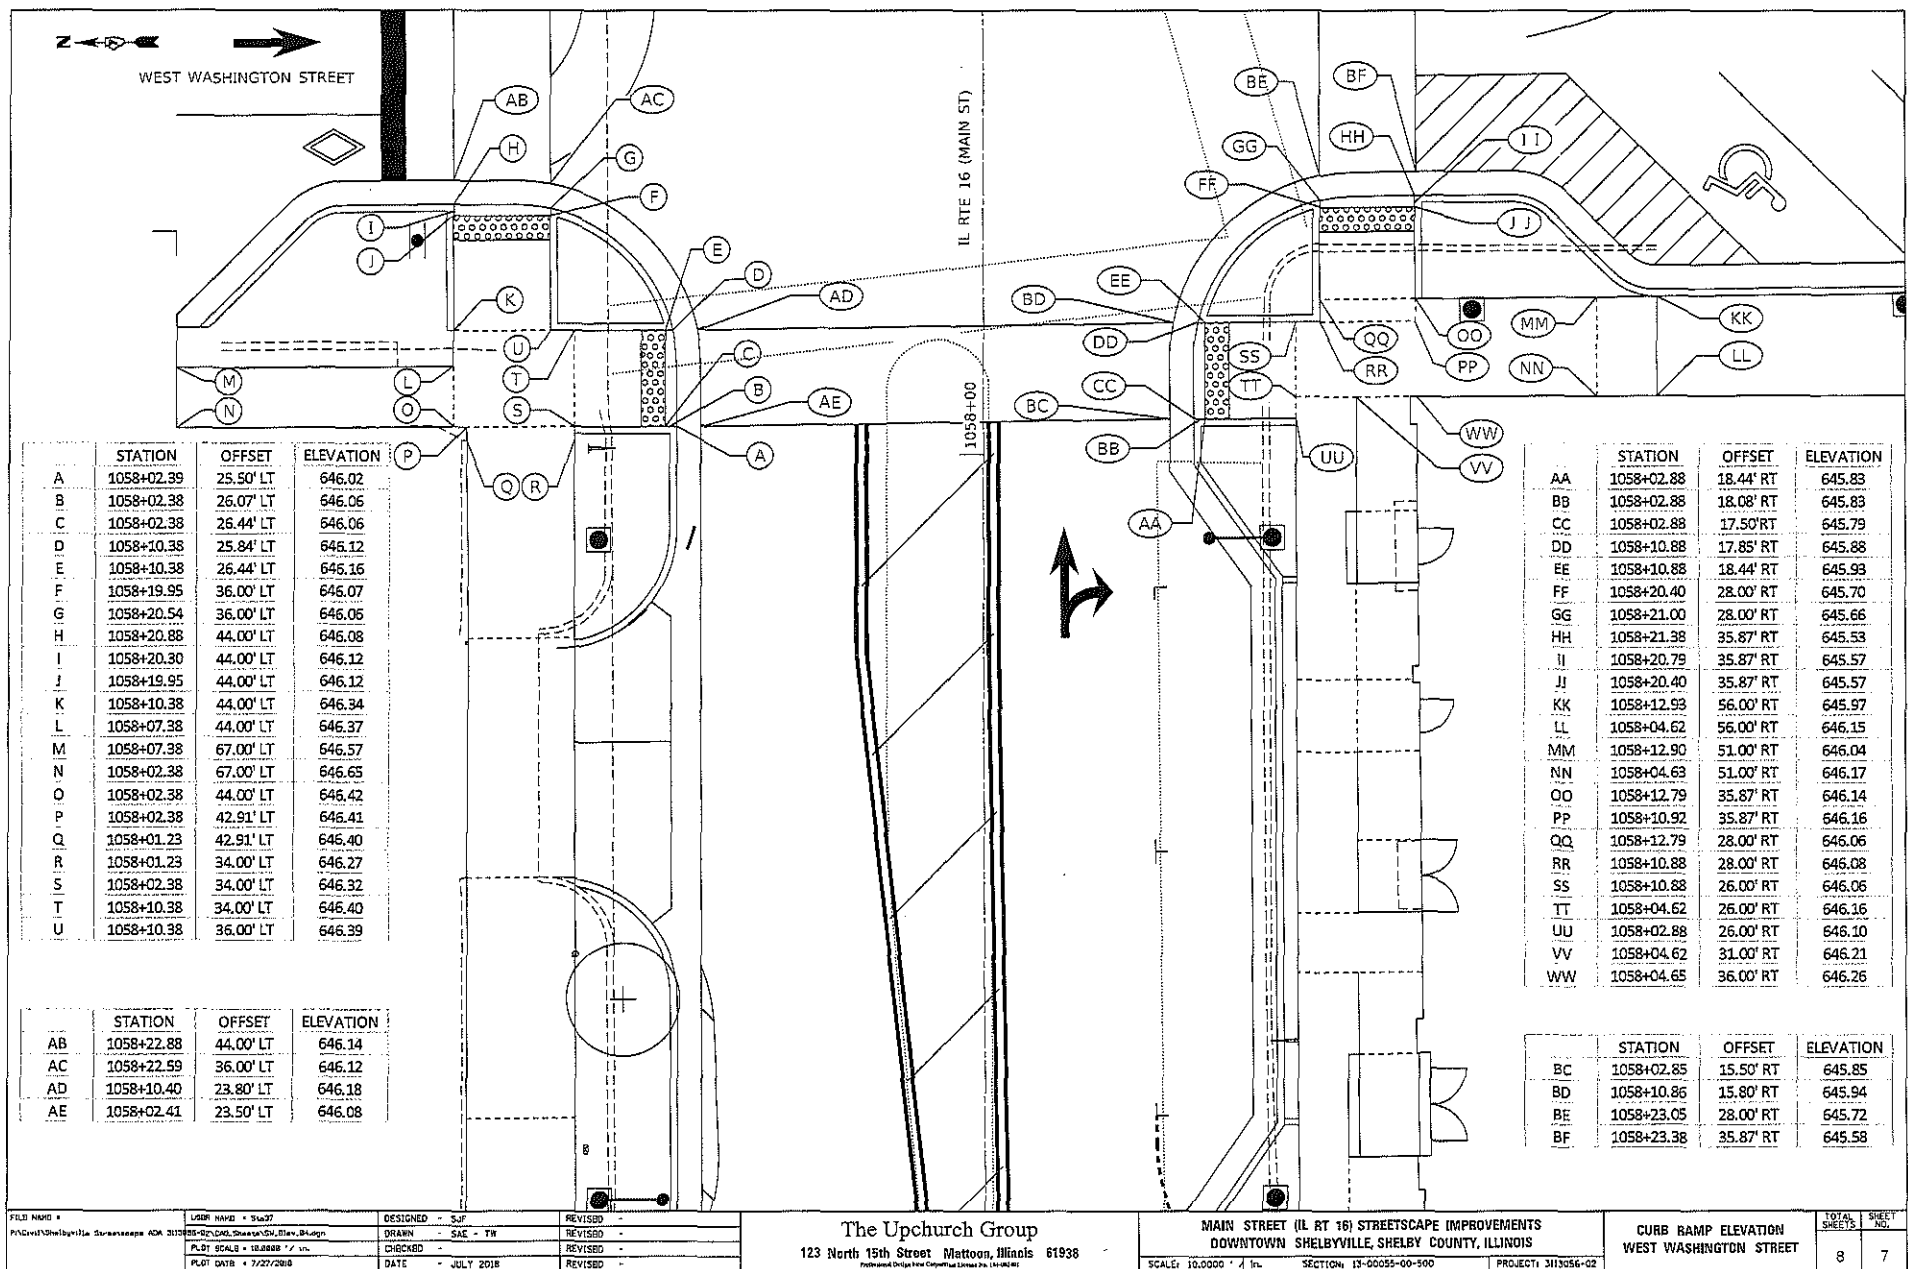 N
WEST WASHINGTON STREET
AB
AC
H
G
F
I
J
E
D
K
AD
U
C
T
M
L
B
AE
N
O
S
P
A
Q
R
IL RTE 16 (MAIN ST)
1058+00
BE
BF
GG
HH
I I
FF
J J
EE
BD
MM
KK
OO
DD
QQ
SS
LL
RR
PP
NN
TT
CC
BC
WW
BB
UU
VV
AA
STATION OFFSET ELEVATION
A 1058+02.39 25.50' LT 646.02
B 1058+02.38 26.07' LT 646.06
C 1058+02.38 26.44' LT 646.06
D 1058+10.38 25.84' LT 646.12
E 1058+10.38 26.44' LT 646.16
F 1058+19.95 36.00' LT 646.07
G 1058+20.54 36.00' LT 646.06
H 1058+20.88 44.00' LT 646.08
I 1058+20.30 44.00' LT 646.12
J 1058+19.95 44.00' LT 646.12
K 1058+10.38 44.00' LT 646.34
L 1058+07.38 44.00' LT 646.37
M 1058+07.38 67.00' LT 646.57
N 1058+02.38 67.00' LT 646.65
O 1058+02.38 44.00' LT 646.42
P 1058+02.38 42.91' LT 646.41
Q 1058+01.23 42.91' LT 646.40
R 1058+01.23 34.00' LT 646.27
S 1058+02.38 34.00' LT 646.32
T 1058+10.38 34.00' LT 646.40
U 1058+10.38 36.00' LT 646.39
STATION OFFSET ELEVATION
AB 1058+22.88 44.00' LT 646.14
AC 1058+22.59 36.00' LT 646.12
AD 1058+10.40 23.80' LT 646.18
AE 1058+02.41 23.50' LT 646.08
STATION OFFSET ELEVATION
AA 1058+02.88 18.44' RT 645.83
BB 1058+02.88 18.08' RT 645.83
CC 1058+02.88 17.50'RT 645.79
DD 1058+10.88 17.85' RT 645.88
EE 1058+10.88 18.44' RT 645.93
FF 1058+20.40 28.00' RT 645.70
GG 1058+21.00 28.00' RT 645.66
HH 1058+21.38 35.87' RT 645.53
II 1058+20.79 35.87' RT 645.57
JJ 1058+20.40 35.87' RT 645.57
KK 1058+12.93 56.00' RT 645.97
LL 1058+04.62 56.00' RT 646.15
MM 1058+12.90 51.00' RT 646.04
NN 1058+04.63 51.00' RT 646.17
OO 1058+12.79 35.87' RT 646.14
PP 1058+10.92 35.87' RT 646.16
QQ 1058+12.79 28.00' RT 646.06
RR 1058+10.88 28.00' RT 646.08
SS 1058+10.88 26.00' RT 646.06
TT 1058+04.62 26.00' RT 646.16
UU 1058+02.88 26.00' RT 646.10
VV 1058+04.62 31.00' RT 646.21
WW 1058+04.65 36.00' RT 646.26
STATION OFFSET ELEVATION
BC 1058+02.85 15.50' RT 645.85
BD 1058+10.86 15.80' RT 645.94
BE 1058+23.05 28.00' RT 645.72
BF 1058+23.38 35.87' RT 645.58
FILE NAME =
USER NAME =
DESIGNED - SJF
REVISED -
DRAWN - SAE - TW
REVISED -
PLOT SCALE = 10.0000 ' / in.
CHECKED -
REVISED -
PLOT DATE = 7/27/2018
DATE - JULY 2018
REVISED -
The Upchurch Group
123 North 15th Street Mattoon, Illinois 61938
MAIN STREET (IL RT 16) STREETSCAPE IMPROVEMENTS
DOWNTOWN SHELBYVILLE, SHELBY COUNTY, ILLINOIS
SCALE: 10.0000 ' / in. SECTION: 13-00055-00-500 PROJECT: 3113056-02
CURB RAMP ELEVATION
WEST WASHINGTON STREET
TOTAL SHEETS
8
SHEET NO.
7